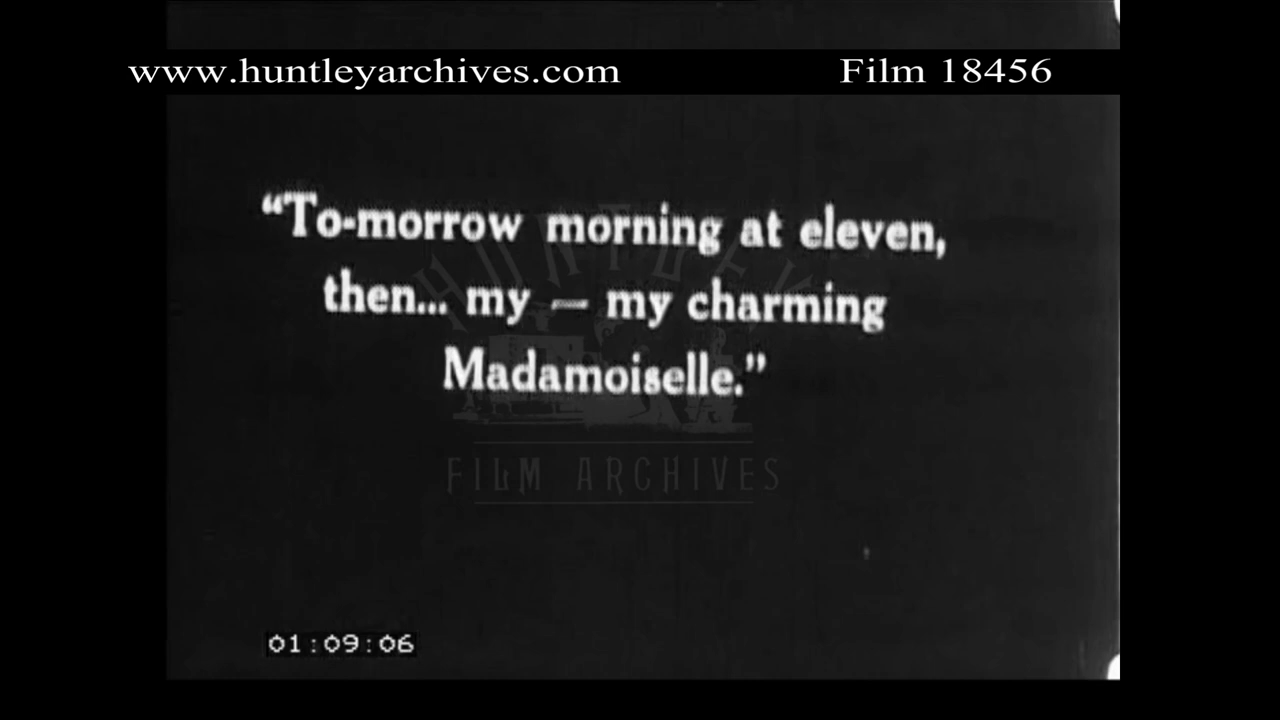 www.huntleyarchives.com Film 18456
“To-morrow morning at eleven,
then... my — my charming
Madamoiselle.”
HUNTLEY
FILM ARCHIVES
01:09:06